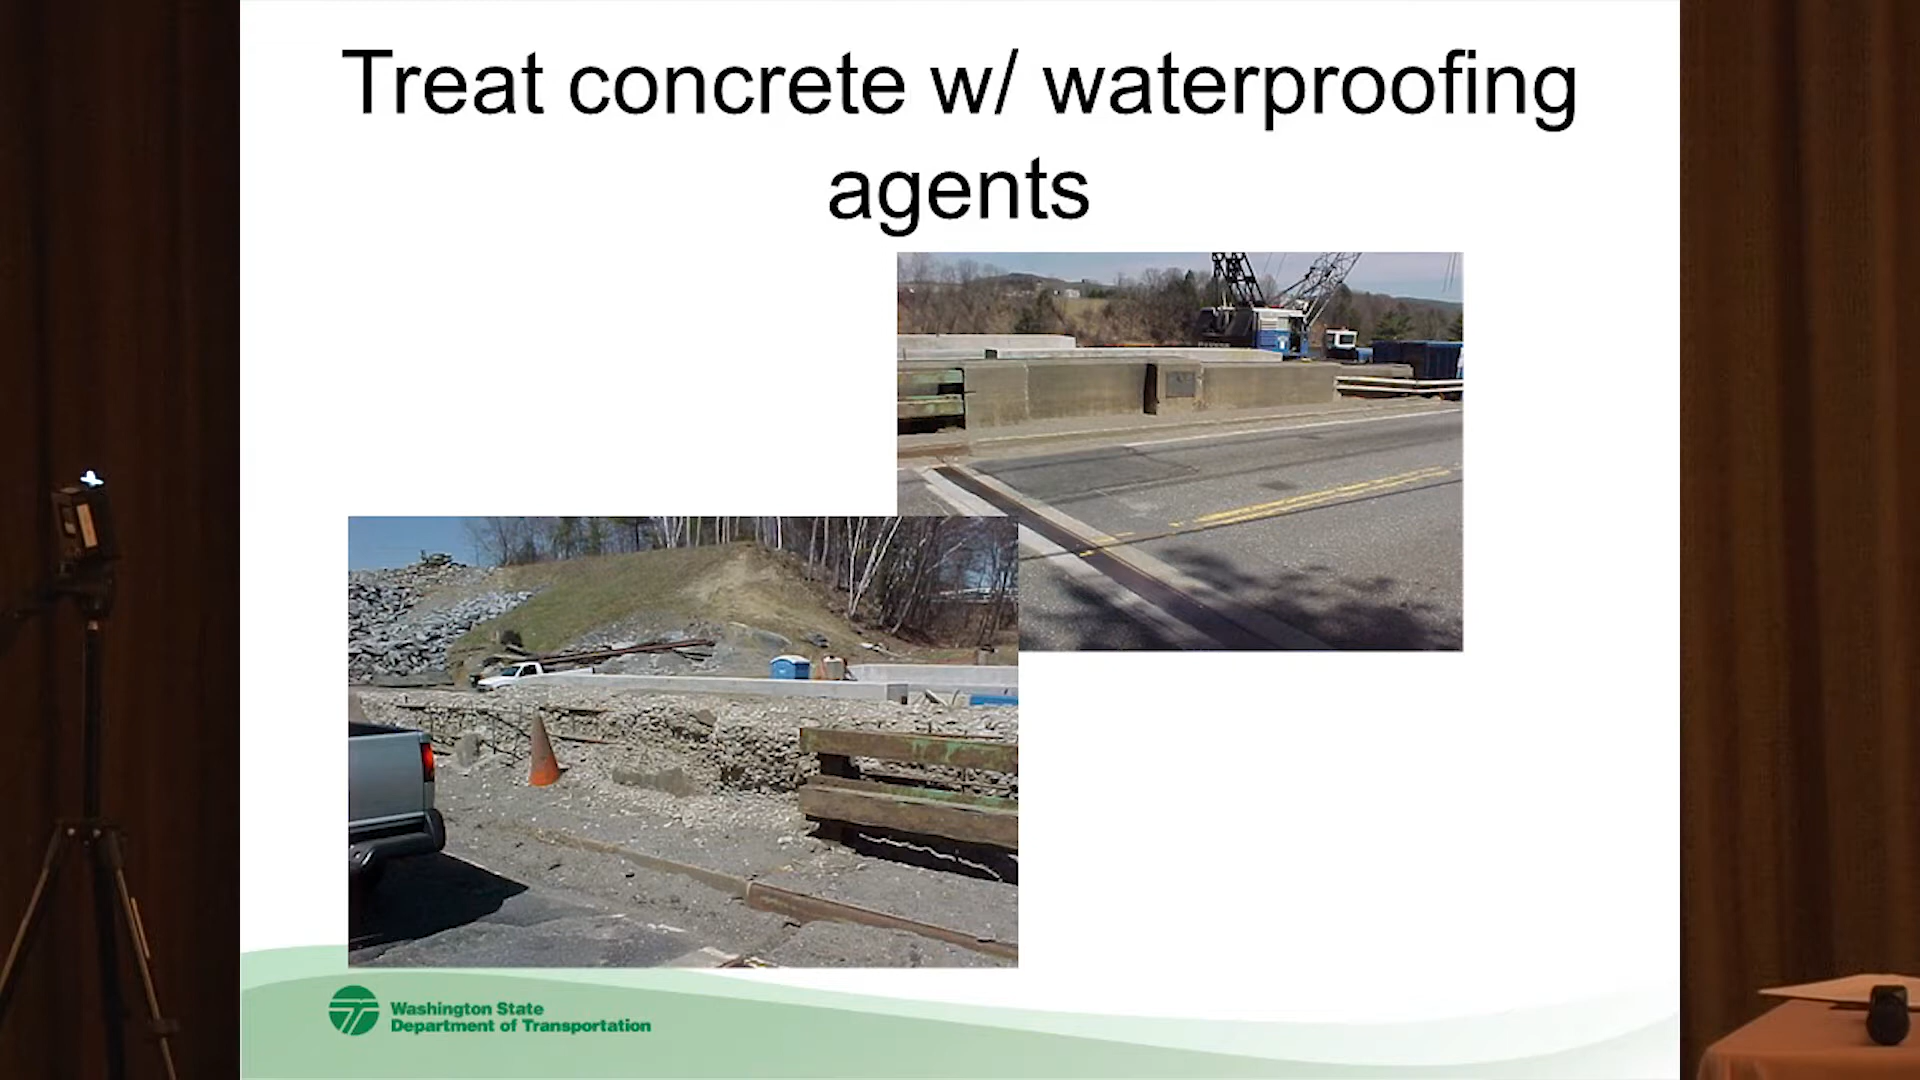 Treat concrete w/ waterproofing
agents
Washington State
Department of Transportation